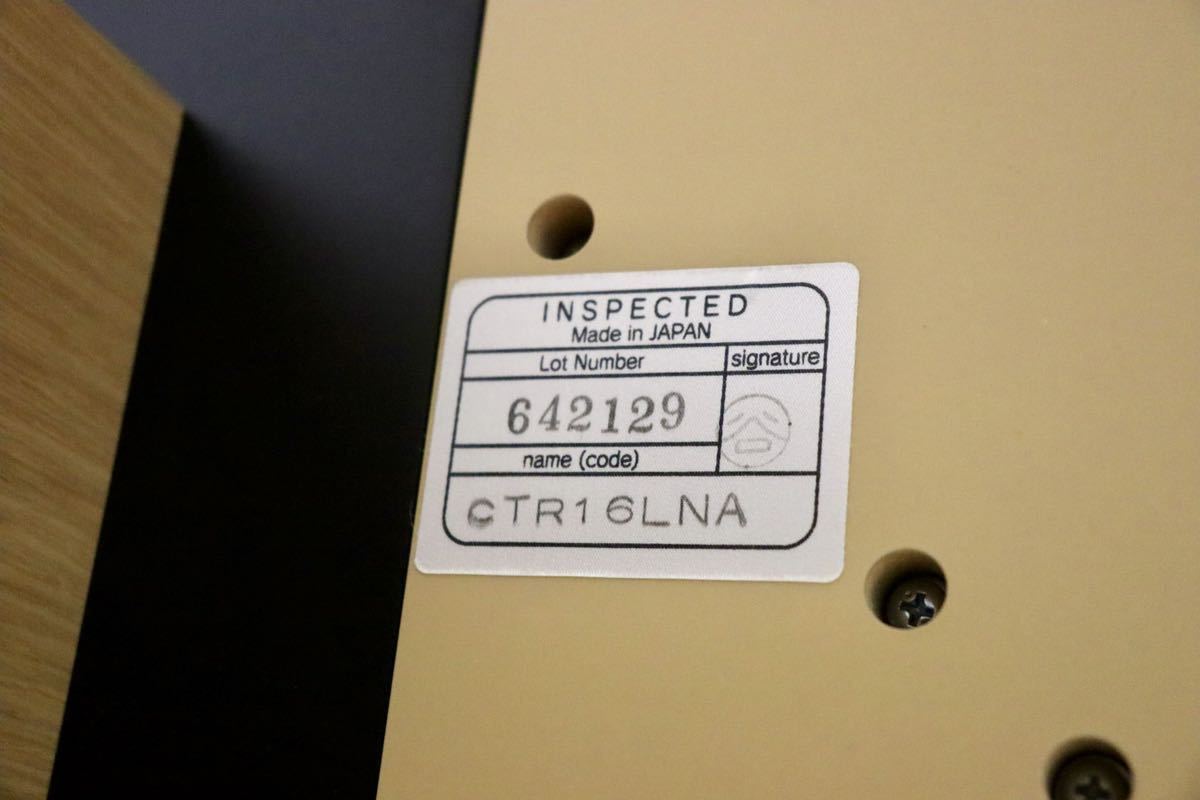 INSPECTED
Made in JAPAN
Lot Number
signature
642129
name (code)
CTR16LNA